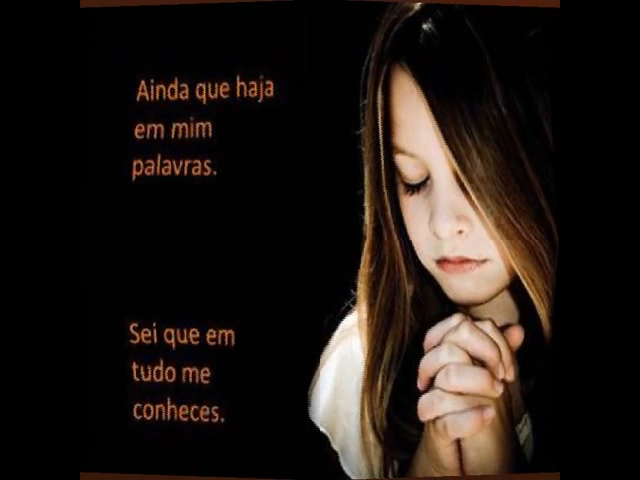 Ainda que haja
em mim
palavras.
Sei que em
tudo me
conheces.